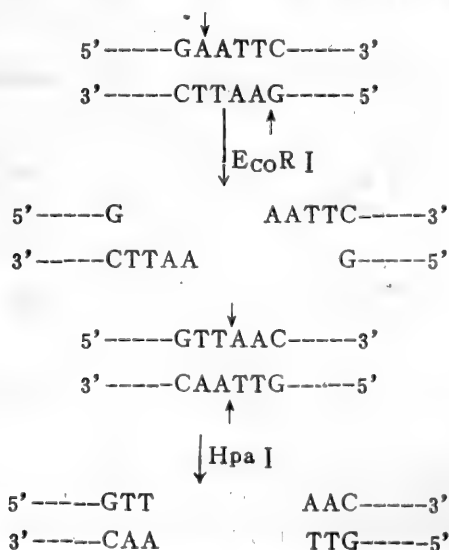 5’-----GAATTC-----3’
3’-----CTTAAG-----5’
EcoR I
5’-----G AATTC-----3’
3’-----CTTAA G-----5’
5’-----GTTAAC-----3’
3’-----CAATTG-----5’
Hpa I
5’-----GTT AAC-----3’
3’-----CAA TTG-----5’